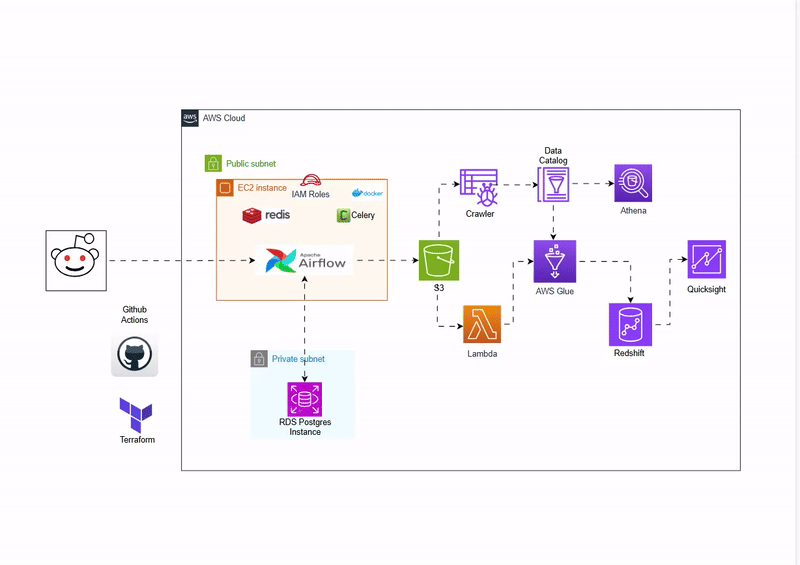 aws
AWS Cloud
Public subnet
EC2 instance
IAM Roles
docker
redis
Celery
Apache
Airflow
Private subnet
RDS Postgres
Instance
Github
Actions
Terraform
S3
Crawler
Data
Catalog
Athena
AWS Glue
Lambda
Redshift
Quicksight